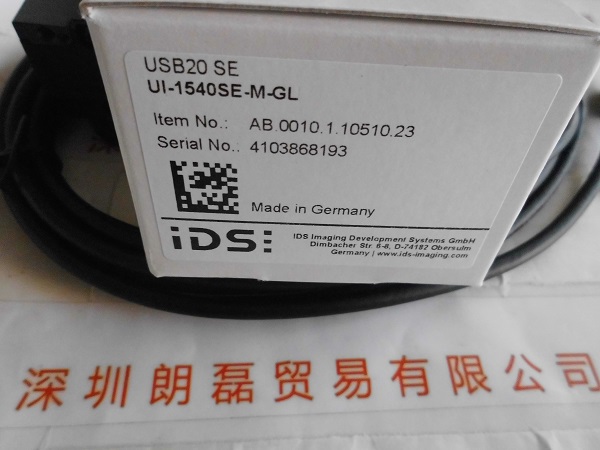 USB20 SE
UI-1540SE-M-GL
Item No.: AB.0010.1.10510.23
Serial No.: 4103868193
Made in Germany
IDS:
IDS Imaging Development Systems GmbH
Dimbacher Str. 6-8, D-74182 Obersulm
Germany | www.ids-imaging.com
深圳朗磊贸易有限公司